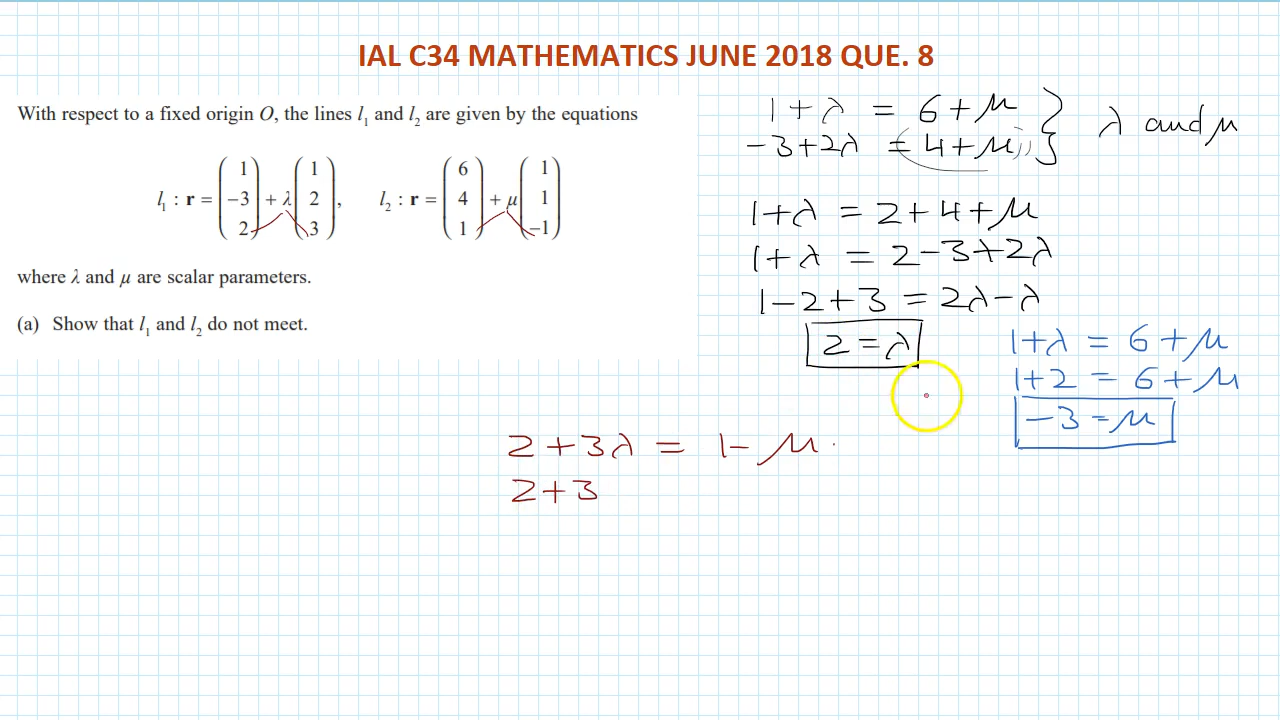 IAL C34 MATHEMATICS JUNE 2018 QUE. 8
With respect to a fixed origin O, the lines l₁ and l₂ are given by the equations
l₁ : r = (1 −3 2) + λ(1 2 3), l₂ : r = (6 4 1) + μ(1 1 −1)
where λ and μ are scalar parameters.
(a) Show that l₁ and l₂ do not meet.
1 + λ = 6 + μ
−3 + 2λ = (4 + μ)
} λ and μ
1 + λ = 2 + 4 + μ
1 + λ = 2 − 3 + 2λ
1 − 2 + 3 = 2λ − λ
2 = λ
1 + λ = 6 + μ
1 + 2 = 6 + μ
−3 = μ
2 + 3λ = 1 − μ
2 + 3